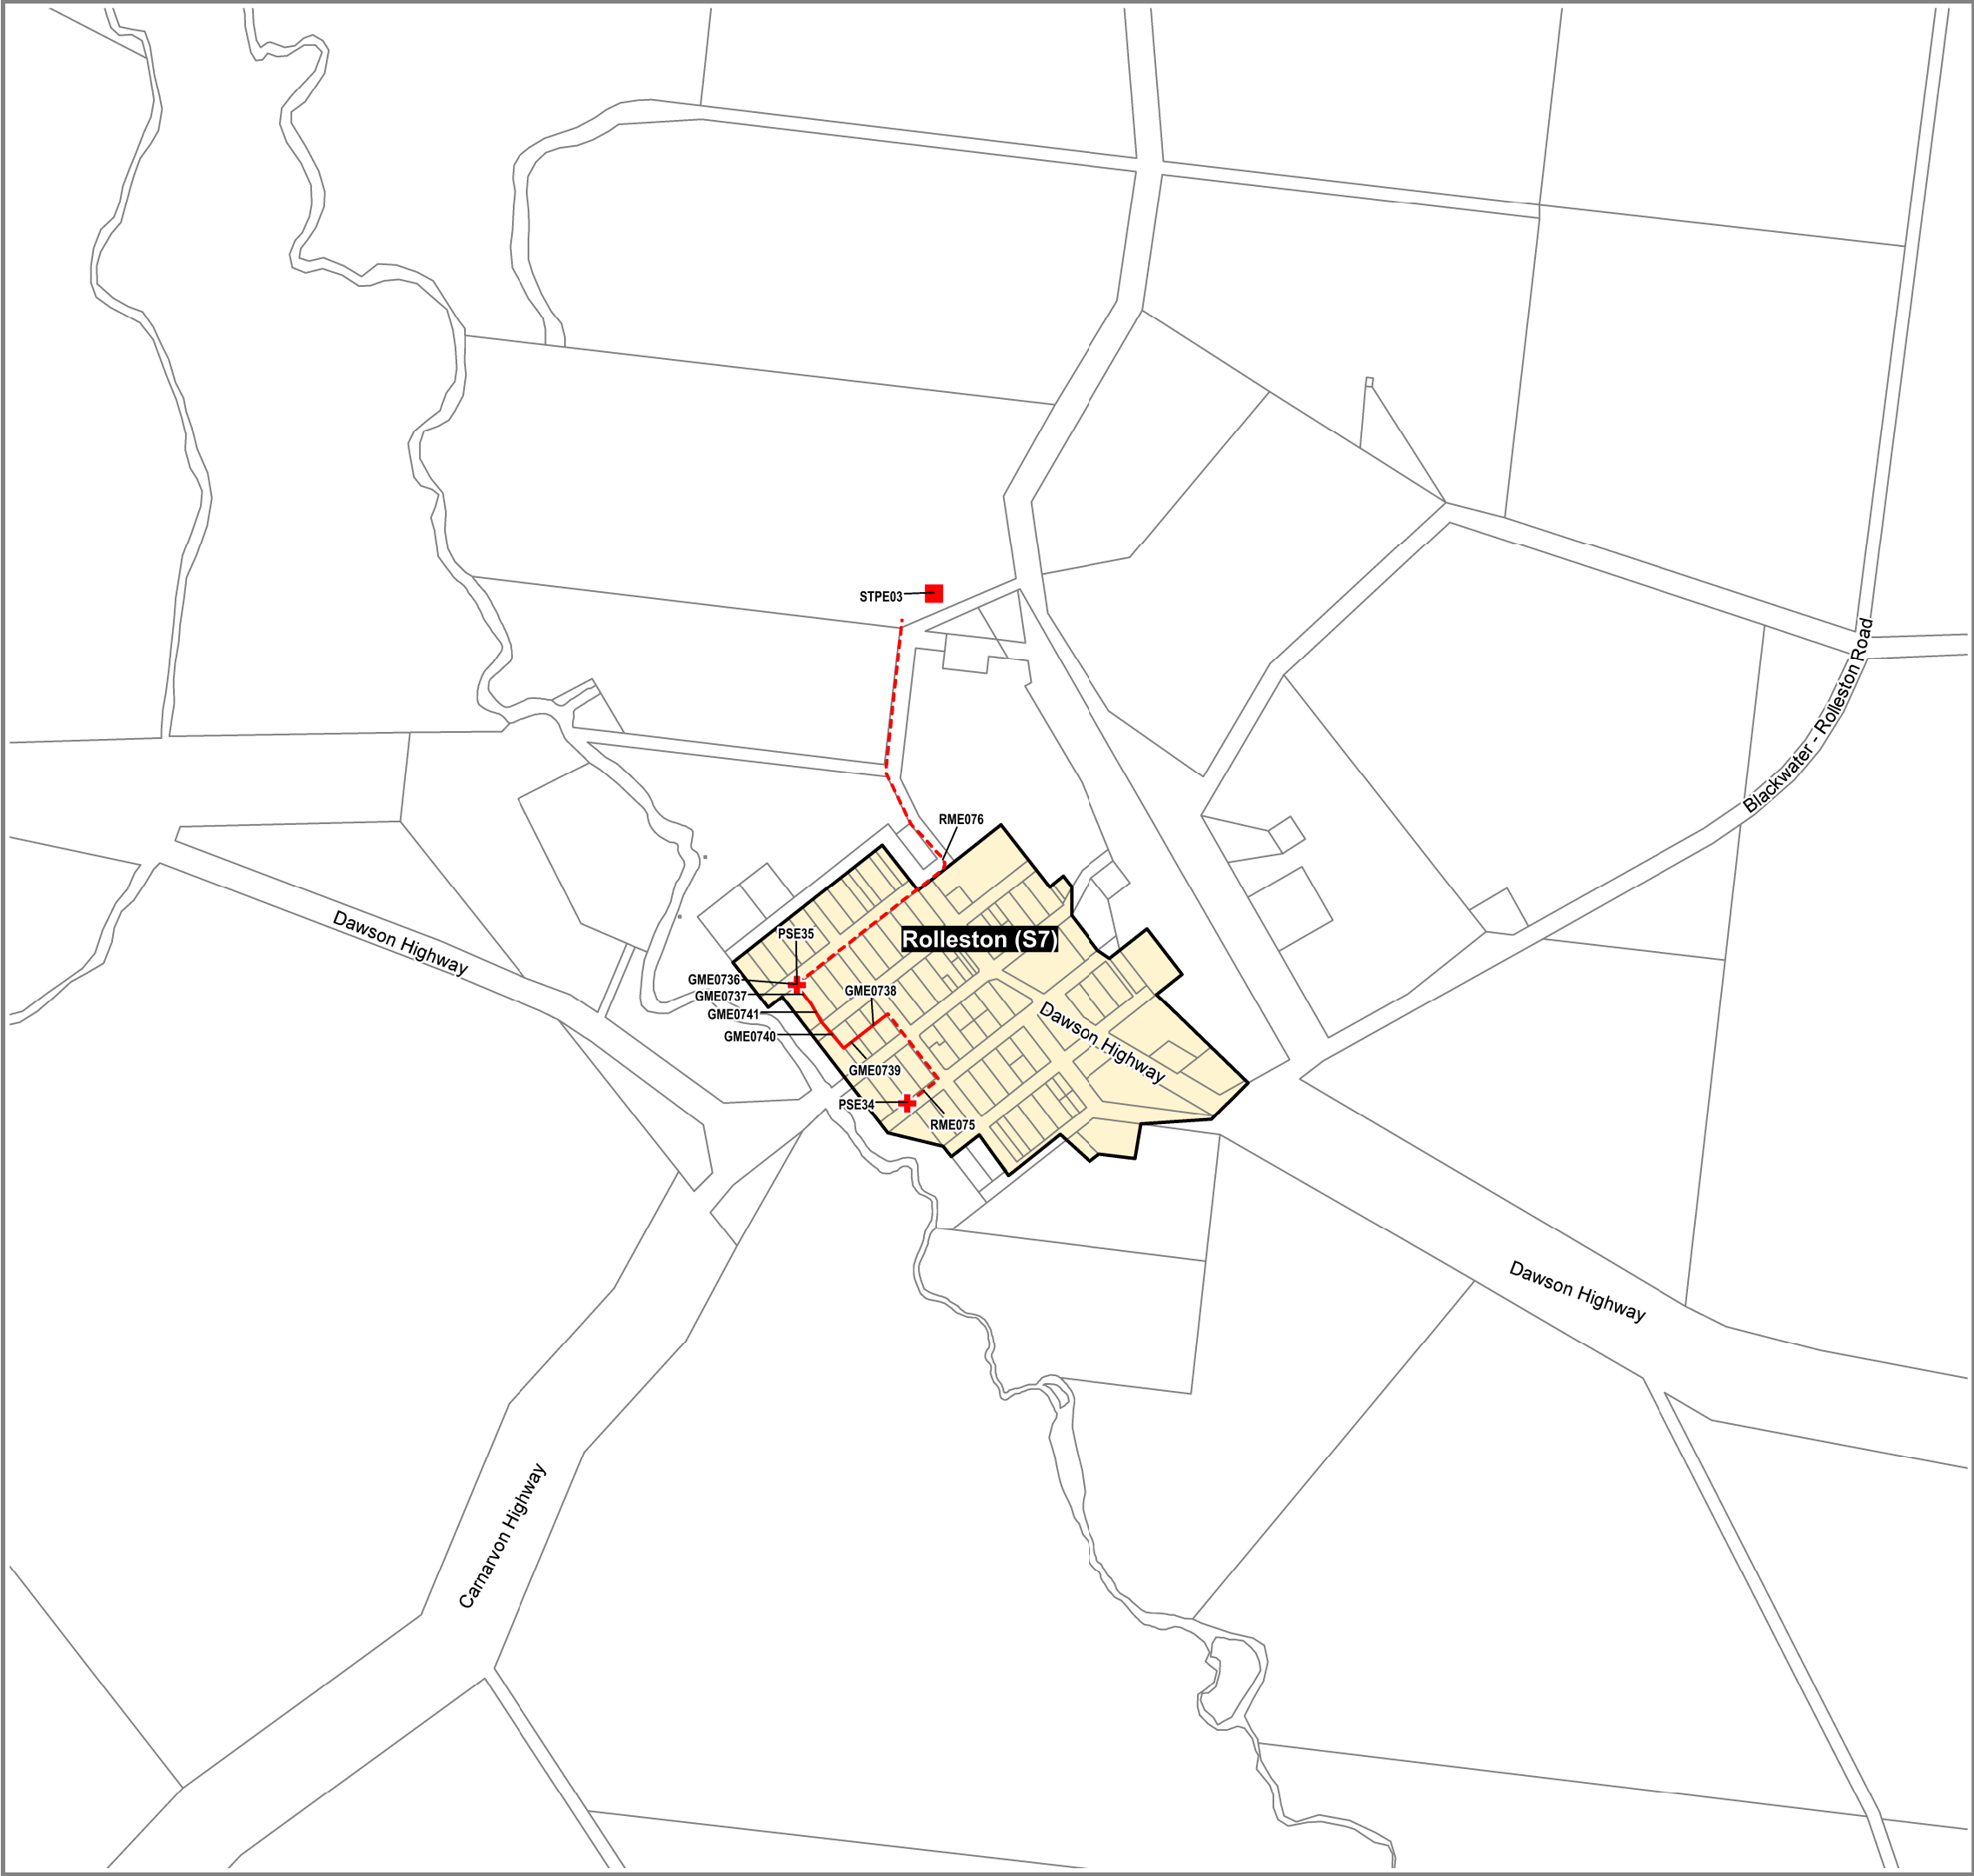 STPE03
Blackwater - Rolleston Road
RME076
Dawson Highway
PSE35
Rolleston (S7)
GME0736
GME0737
GME0738
GME0741
GME0740
Dawson Highway
GME0739
PSE34
RME075
Dawson Highway
Carnarvon Highway